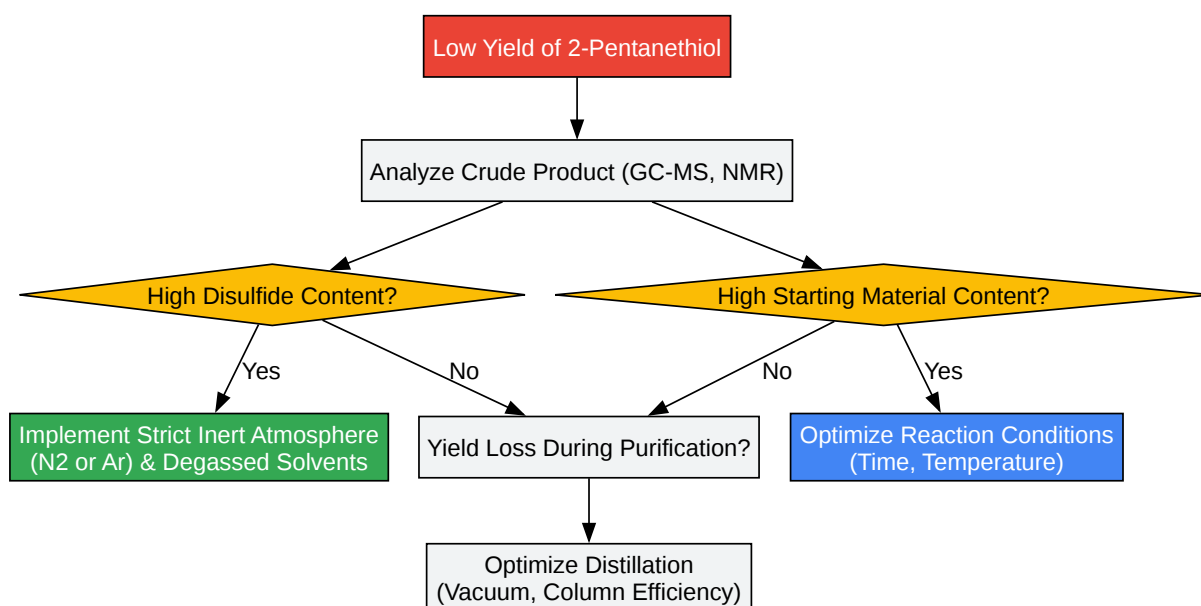 Low Yield of 2-Pentanethiol
Analyze Crude Product (GC-MS, NMR)
High Disulfide Content?
High Starting Material Content?
Yes
No
No
Yes
Implement Strict Inert Atmosphere
(N2 or Ar) & Degassed Solvents
Yield Loss During Purification?
Optimize Reaction Conditions
(Time, Temperature)
Optimize Distillation
(Vacuum, Column Efficiency)